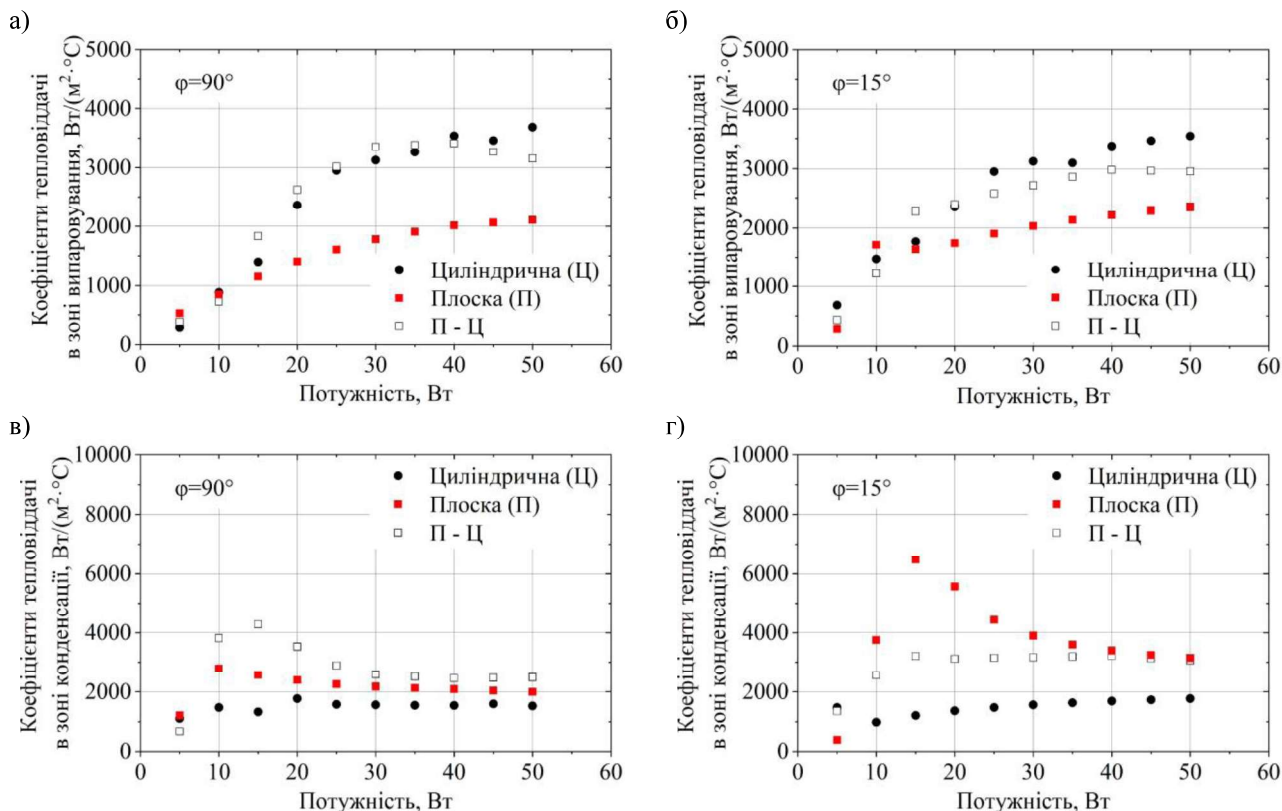 а)
Коефіцієнти тепловіддачі
в зоні випаровування, Вт/(м²·°С)
5000
4000
3000
2000
1000
0
φ=90°
Циліндрична (Ц)
Плоска (П)
П - Ц
0 10 20 30 40 50 60
Потужність, Вт
б)
Коефіцієнти тепловіддачі
в зоні випаровування, Вт/(м²·°С)
5000
4000
3000
2000
1000
0
φ=15°
Циліндрична (Ц)
Плоска (П)
П - Ц
0 10 20 30 40 50 60
Потужність, Вт
в)
Коефіцієнти тепловіддачі
в зоні конденсації, Вт/(м²·°С)
10000
8000
6000
4000
2000
0
φ=90°
Циліндрична (Ц)
Плоска (П)
П - Ц
0 10 20 30 40 50 60
Потужність, Вт
г)
Коефіцієнти тепловіддачі
в зоні конденсації, Вт/(м²·°С)
10000
8000
6000
4000
2000
0
φ=15°
Циліндрична (Ц)
Плоска (П)
П - Ц
0 10 20 30 40 50 60
Потужність, Вт